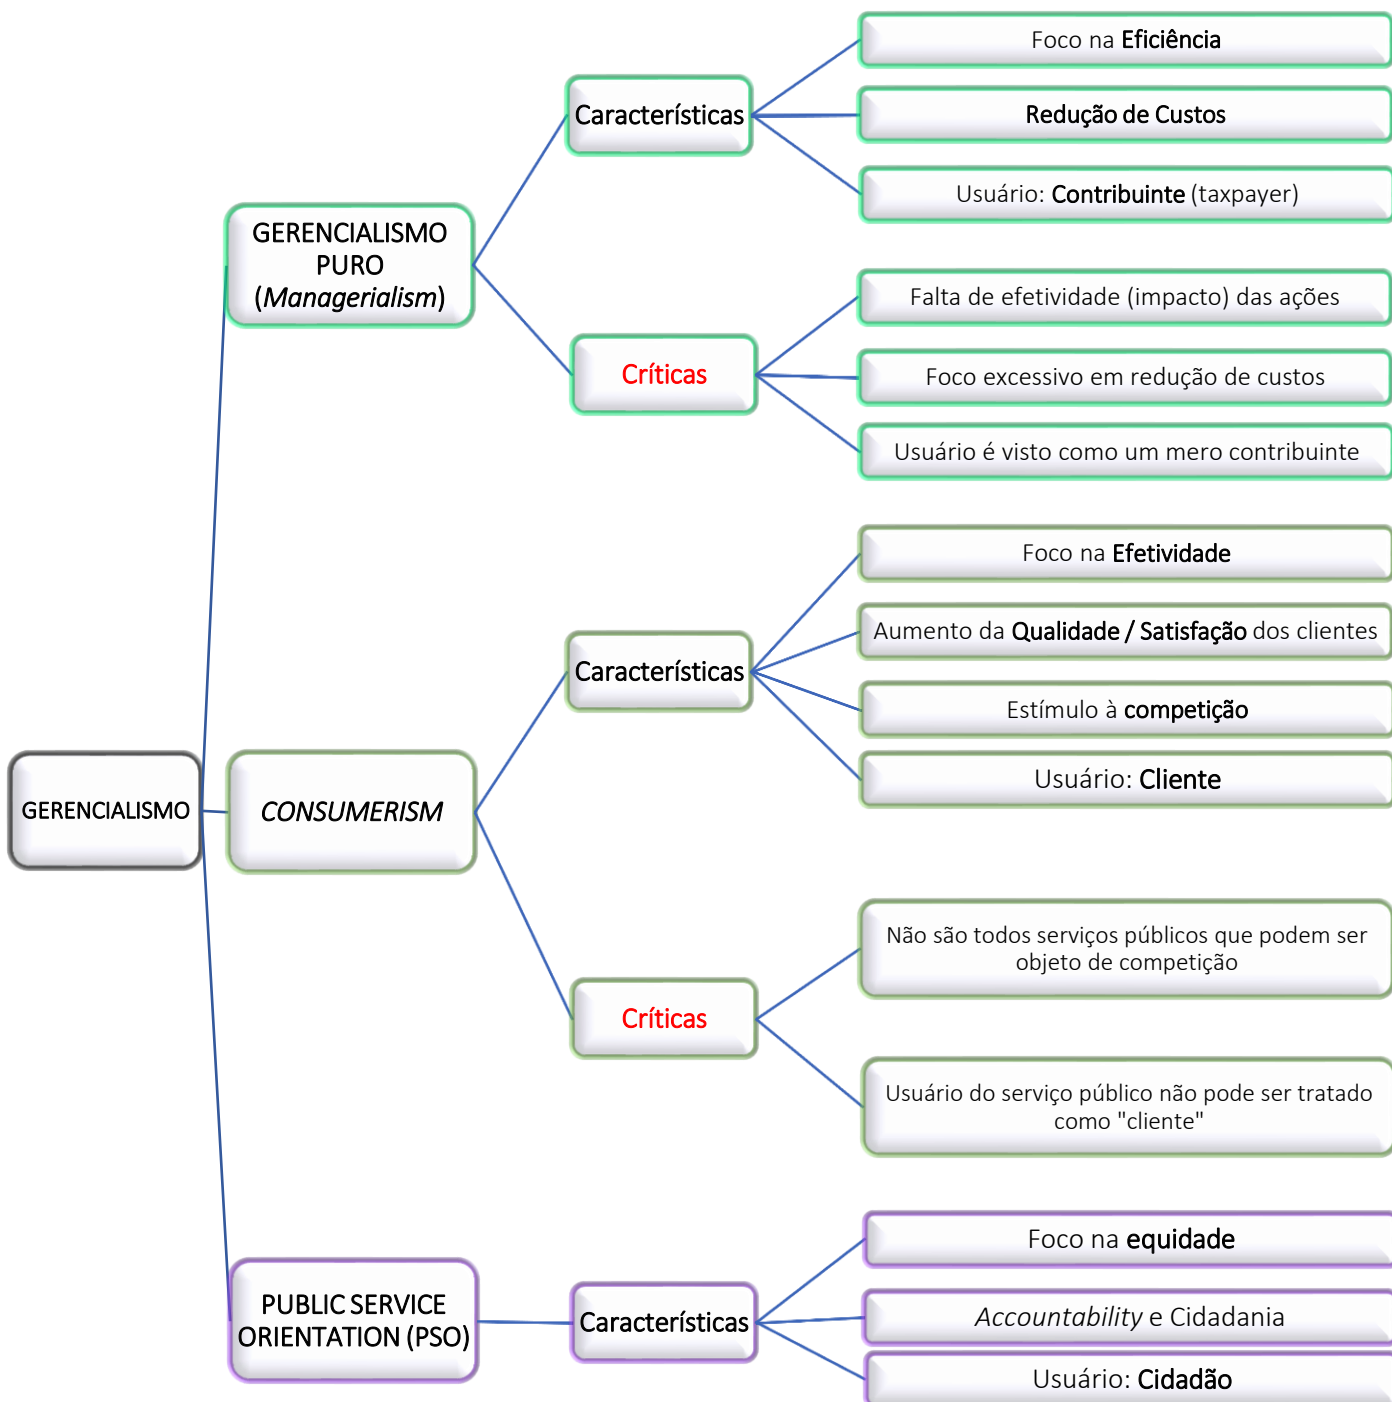 GERENCIALISMO
GERENCIALISMO
PURO
(Managerialism)
Característícas
Foco na Eficiência
Redução de Custos
Usuário: Contribuinte (taxpayer)
Críticas
Falta de efetividade (impacto) das ações
Foco excessivo em redução de custos
Usuário é visto como um mero contribuinte
CONSUMERISM
Característícas
Foco na Efetividade
Aumento da Qualidade / Satisfação dos clientes
Estímulo à competição
Usuário: Cliente
Críticas
Não são todos serviços públicos que podem ser
objeto de competição
Usuário do serviço público não pode ser tratado
como "cliente"
PUBLIC SERVICE
ORIENTATION (PSO)
Característícas
Foco na equidade
Accountability e Cidadania
Usuário: Cidadão